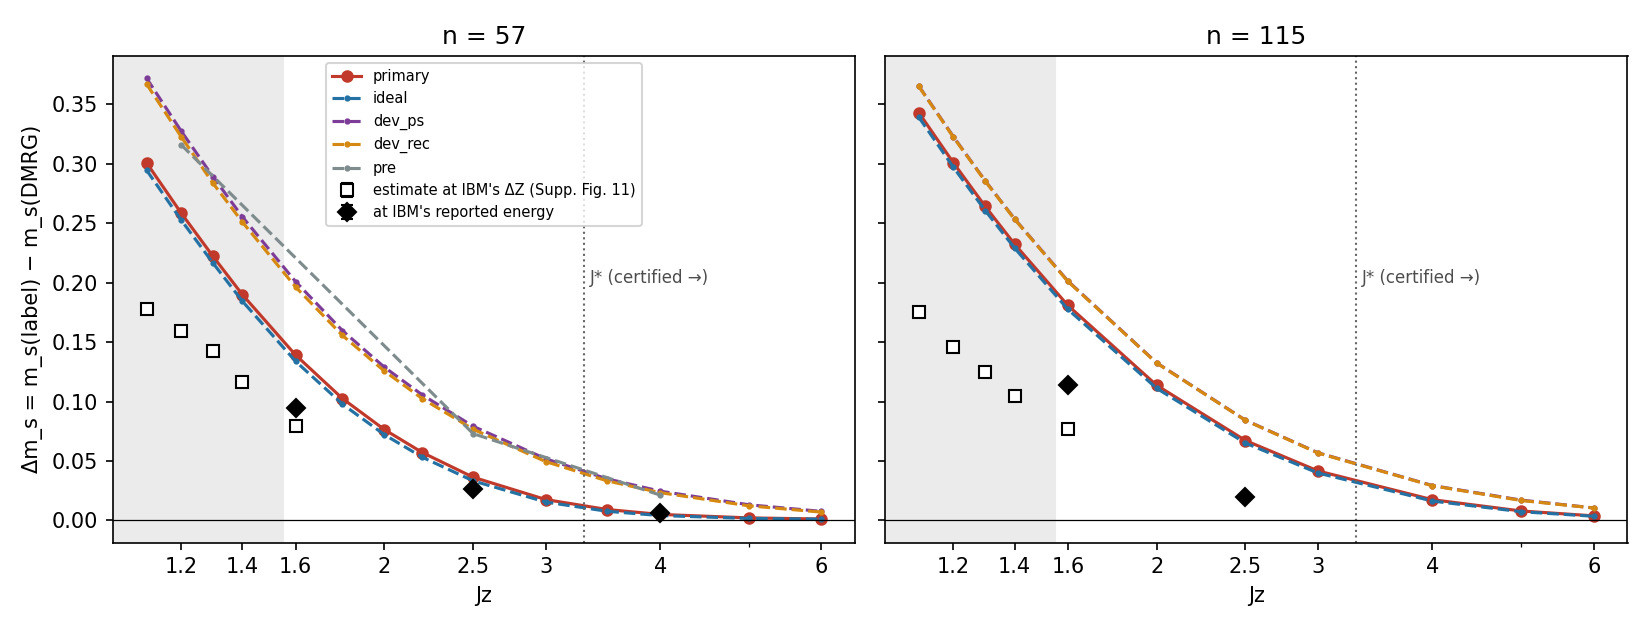 n = 57
n = 115
Δm_s = m_s(label) − m_s(DMRG)
0.35
0.30
0.25
0.20
0.15
0.10
0.05
0.00
primary
ideal
dev_ps
dev_rec
pre
estimate at IBM's ΔZ (Supp. Fig. 11)
at IBM's reported energy
J* (certified →)
J* (certified →)
1.2 1.4 1.6 2 2.5 3 4 6
1.2 1.4 1.6 2 2.5 3 4 6
Jz
Jz